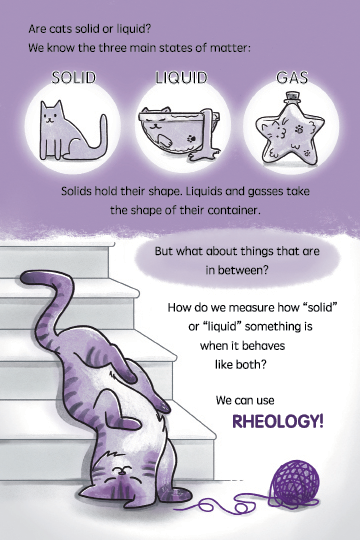 Are cats solid or liquid?
We know the three main states of matter:
SOLID
LIQUID
GAS
Solids hold their shape. Liquids and gasses take
the shape of their container.
But what about things that are
in between?
How do we measure how “solid”
or “liquid” something is
when it behaves
like both?
We can use
RHEOLOGY!